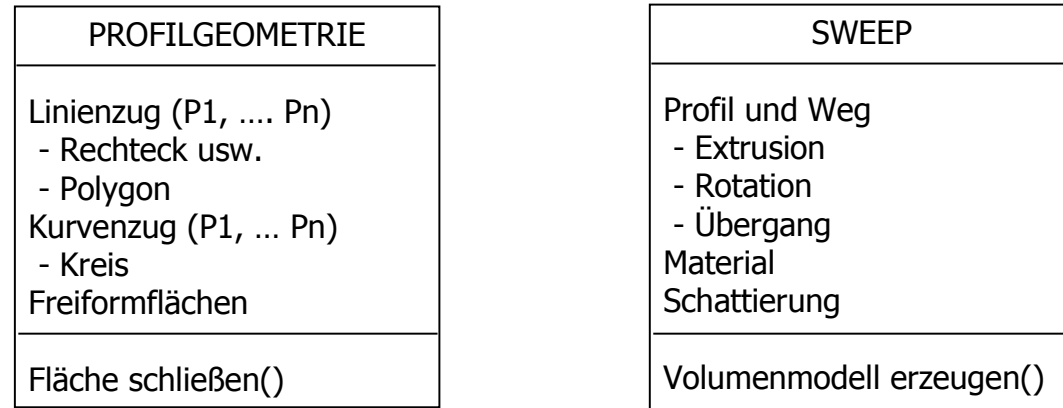 PROFILGEOMETRIE
Linienzug (P1, …. Pn)
- Rechteck usw.
- Polygon
Kurvenzug (P1, … Pn)
- Kreis
Freiformflächen
Fläche schließen()
SWEEP
Profil und Weg
- Extrusion
- Rotation
- Übergang
Material
Schattierung
Volumenmodell erzeugen()